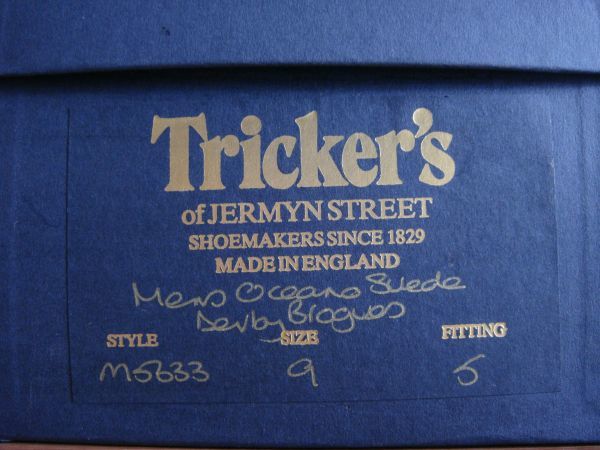 Tricker's
of JERMYN STREET
SHOEMAKERS SINCE 1829
MADE IN ENGLAND
Mens Oceano Suede
Derby Brogues
STYLE SIZE FITTING
M5633 9 5